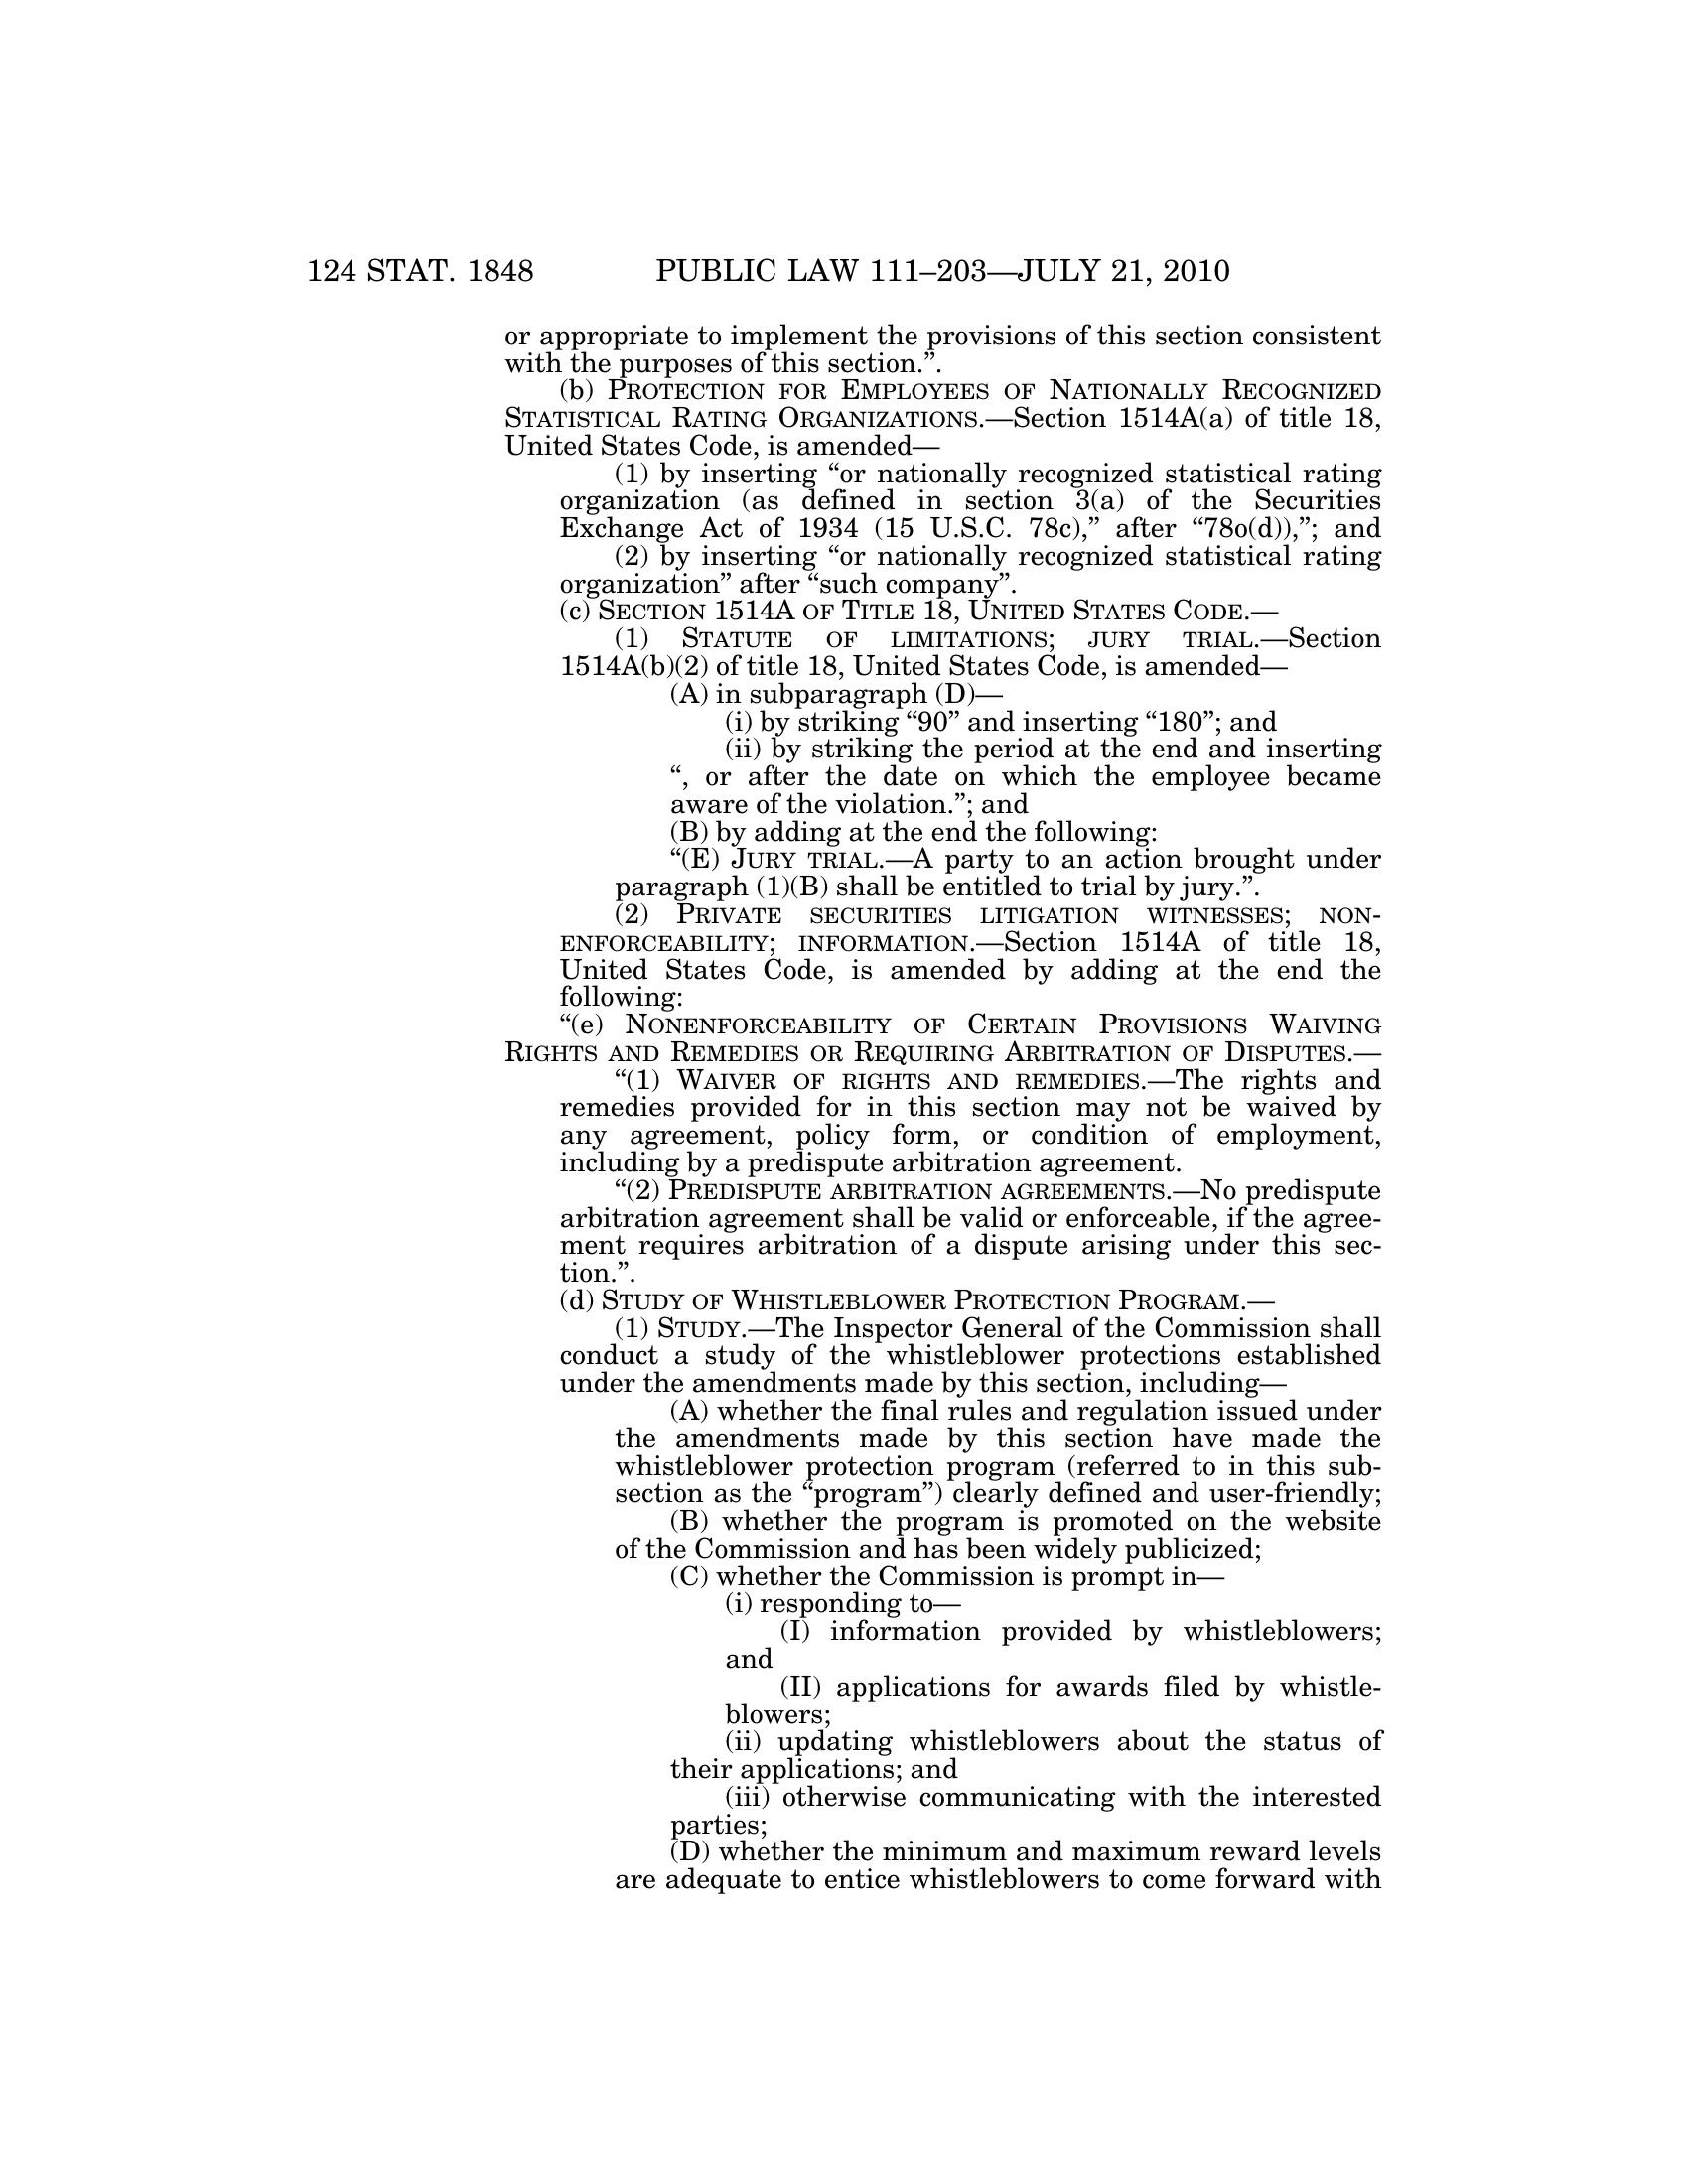 124 STAT. 1848 PUBLIC LAW 111–203—JULY 21, 2010
or appropriate to implement the provisions of this section consistent
with the purposes of this section.”.
(b) PROTECTION FOR EMPLOYEES OF NATIONALLY RECOGNIZED
STATISTICAL RATING ORGANIZATIONS.—Section 1514A(a) of title 18,
United States Code, is amended—
(1) by inserting “or nationally recognized statistical rating
organization (as defined in section 3(a) of the Securities
Exchange Act of 1934 (15 U.S.C. 78c),” after “78o(d)),”; and
(2) by inserting “or nationally recognized statistical rating
organization” after “such company”.
(c) SECTION 1514A OF TITLE 18, UNITED STATES CODE.—
(1) STATUTE OF LIMITATIONS; JURY TRIAL.—Section
1514A(b)(2) of title 18, United States Code, is amended—
(A) in subparagraph (D)—
(i) by striking “90” and inserting “180”; and
(ii) by striking the period at the end and inserting
“, or after the date on which the employee became
aware of the violation.”; and
(B) by adding at the end the following:
“(E) JURY TRIAL.—A party to an action brought under
paragraph (1)(B) shall be entitled to trial by jury.”.
(2) PRIVATE SECURITIES LITIGATION WITNESSES; NON-
ENFORCEABILITY; INFORMATION.—Section 1514A of title 18,
United States Code, is amended by adding at the end the
following:
“(e) NONENFORCEABILITY OF CERTAIN PROVISIONS WAIVING
RIGHTS AND REMEDIES OR REQUIRING ARBITRATION OF DISPUTES.—
“(1) WAIVER OF RIGHTS AND REMEDIES.—The rights and
remedies provided for in this section may not be waived by
any agreement, policy form, or condition of employment,
including by a predispute arbitration agreement.
“(2) PREDISPUTE ARBITRATION AGREEMENTS.—No predispute
arbitration agreement shall be valid or enforceable, if the agree-
ment requires arbitration of a dispute arising under this sec-
tion.”.
(d) STUDY OF WHISTLEBLOWER PROTECTION PROGRAM.—
(1) STUDY.—The Inspector General of the Commission shall
conduct a study of the whistleblower protections established
under the amendments made by this section, including—
(A) whether the final rules and regulation issued under
the amendments made by this section have made the
whistleblower protection program (referred to in this sub-
section as the “program”) clearly defined and user-friendly;
(B) whether the program is promoted on the website
of the Commission and has been widely publicized;
(C) whether the Commission is prompt in—
(i) responding to—
(I) information provided by whistleblowers;
and
(II) applications for awards filed by whistle-
blowers;
(ii) updating whistleblowers about the status of
their applications; and
(iii) otherwise communicating with the interested
parties;
(D) whether the minimum and maximum reward levels
are adequate to entice whistleblowers to come forward with